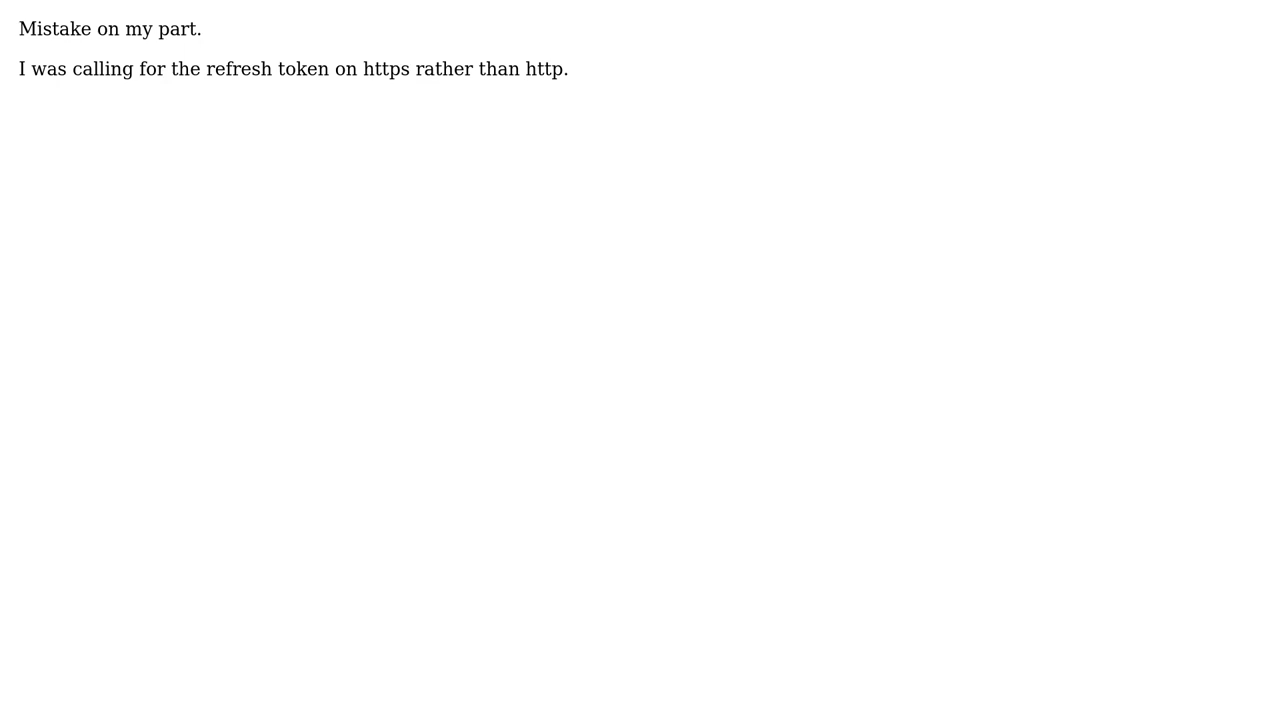 Mistake on my part.
I was calling for the refresh token on https rather than http.